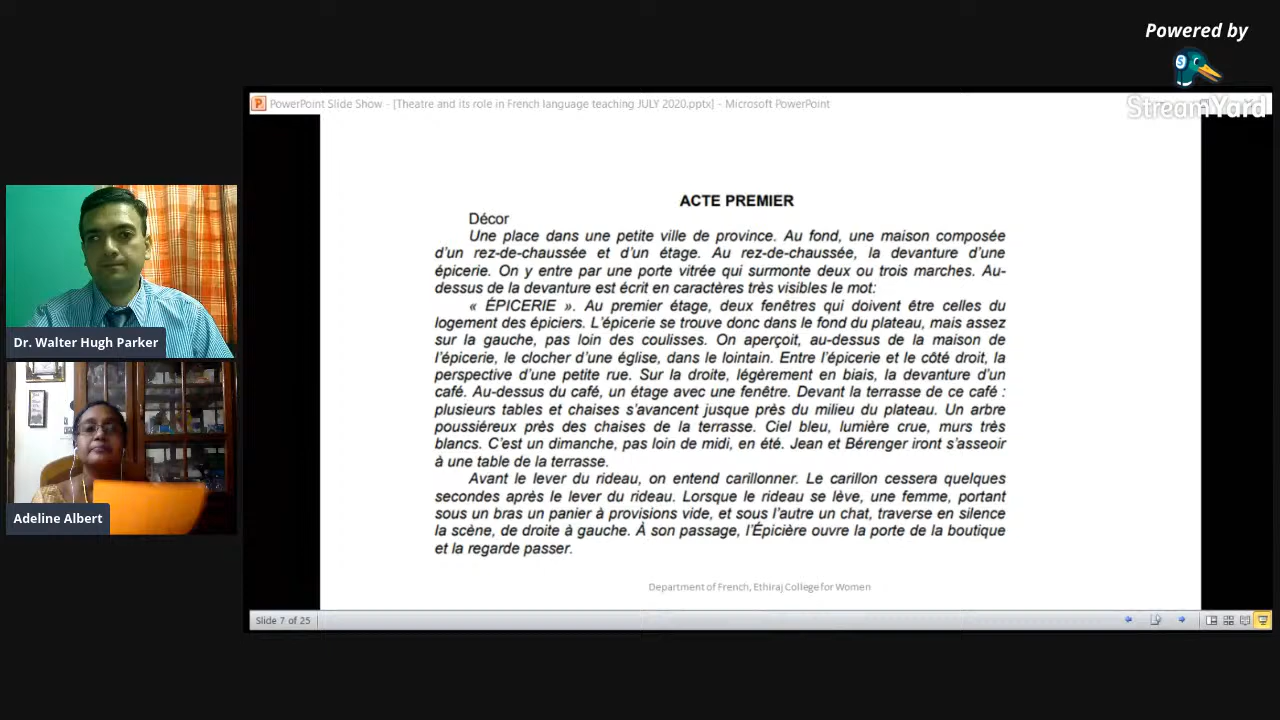 Powered by
StreamYard
PowerPoint Slide Show - [Theatre and its role in French language teaching JULY 2020.pptx] - Microsoft PowerPoint
ACTE PREMIER
Décor
Une place dans une petite ville de province. Au fond, une maison composée
d'un rez-de-chaussée et d'un étage. Au rez-de-chaussée, la devanture d'une
épicerie. On y entre par une porte vitrée qui surmonte deux ou trois marches. Au-
dessus de la devanture est écrit en caractères très visibles le mot:
« ÉPICERIE ». Au premier étage, deux fenêtres qui doivent être celles du
logement des épiciers. L'épicerie se trouve donc dans le fond du plateau, mais assez
sur la gauche, pas loin des coulisses. On aperçoit, au-dessus de la maison de
l'épicerie, le clocher d'une église, dans le lointain. Entre l'épicerie et le côté droit, la
perspective d'une petite rue. Sur la droite, légèrement en biais, la devanture d'un
café. Au-dessus du café, un étage avec une fenêtre. Devant la terrasse de ce café :
plusieurs tables et chaises s'avancent jusque près du milieu du plateau. Un arbre
poussiéreux près des chaises de la terrasse. Ciel bleu, lumière crue, murs très
blancs. C'est un dimanche, pas loin de midi, en été. Jean et Bérenger iront s'asseoir
à une table de la terrasse.
Avant le lever du rideau, on entend carillonner. Le carillon cessera quelques
secondes après le lever du rideau. Lorsque le rideau se lève, une femme, portant
sous un bras un panier à provisions vide, et sous l'autre un chat, traverse en silence
la scène, de droite à gauche. À son passage, l'Épicière ouvre la porte de la boutique
et la regarde passer.
Department of French, Ethiraj College for Women
Slide 7 of 25
Dr. Walter Hugh Parker
Adeline Albert